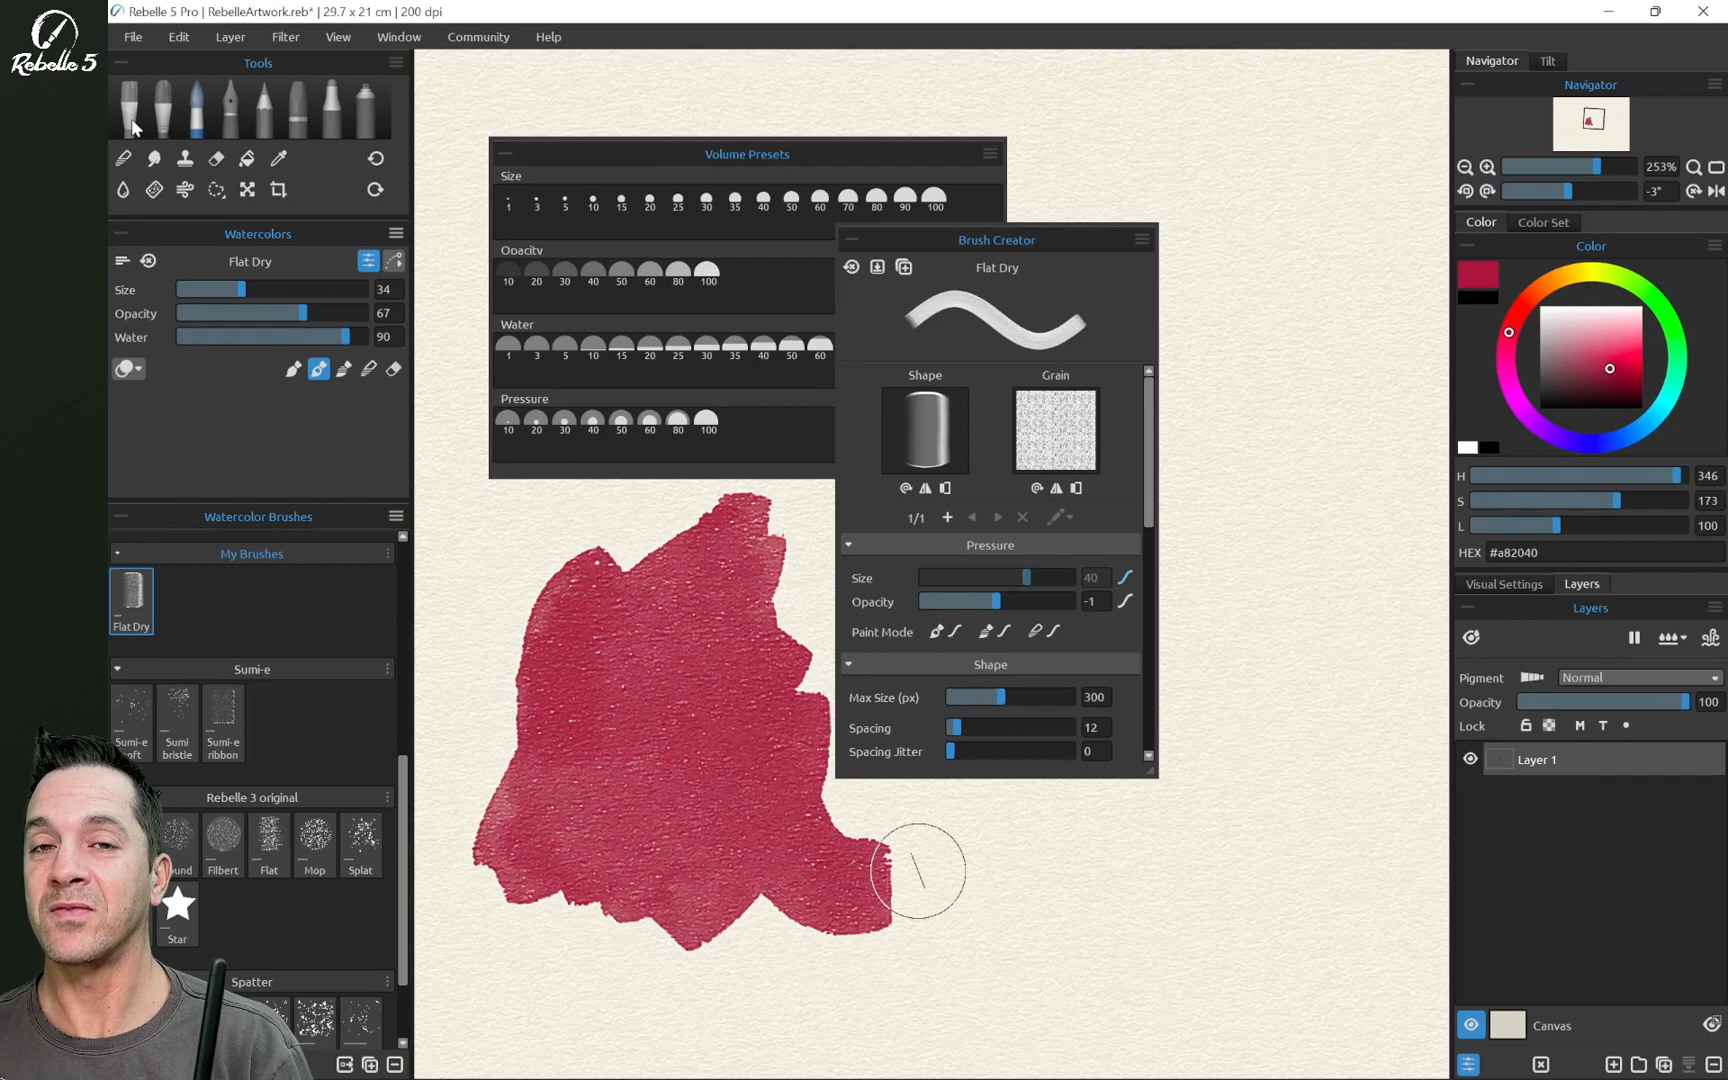 Rebelle 5
Rebelle 5 Pro | RebelleArtwork.reb* | 29.7 x 21 cm | 200 dpi
File Edit Layer Filter View Window Community Help
Tools
Watercolors
Flat Dry
Size 34
Opacity 67
Water 90
Watercolor Brushes
My Brushes
Flat Dry
Sumi-e
Sumi-e soft
Sumi bristle
Sumi-e ribbon
Rebelle 3 original
Filbert Flat Mop Splat
Star
Spatter
Volume Presets
Size
1 3 5 10 15 20 25 30 35 40 50 60 70 80 90 100
Opacity
10 20 30 40 50 60 80 100
Water
1 3 5 10 15 20 25 30 35 40 50 60
Pressure
10 20 30 40 50 60 80 100
Brush Creator
Flat Dry
Shape Grain
1/1
Pressure
Size 40
Opacity -1
Paint Mode
Shape
Max Size (px) 300
Spacing 12
Spacing Jitter 0
Navigator Tilt
Navigator
253%
-3°
Color Color Set
Color
H 346
S 173
L 100
HEX #a82040
Visual Settings Layers
Layers
Pigment Normal
Opacity 100
Lock M T
Layer 1
Canvas